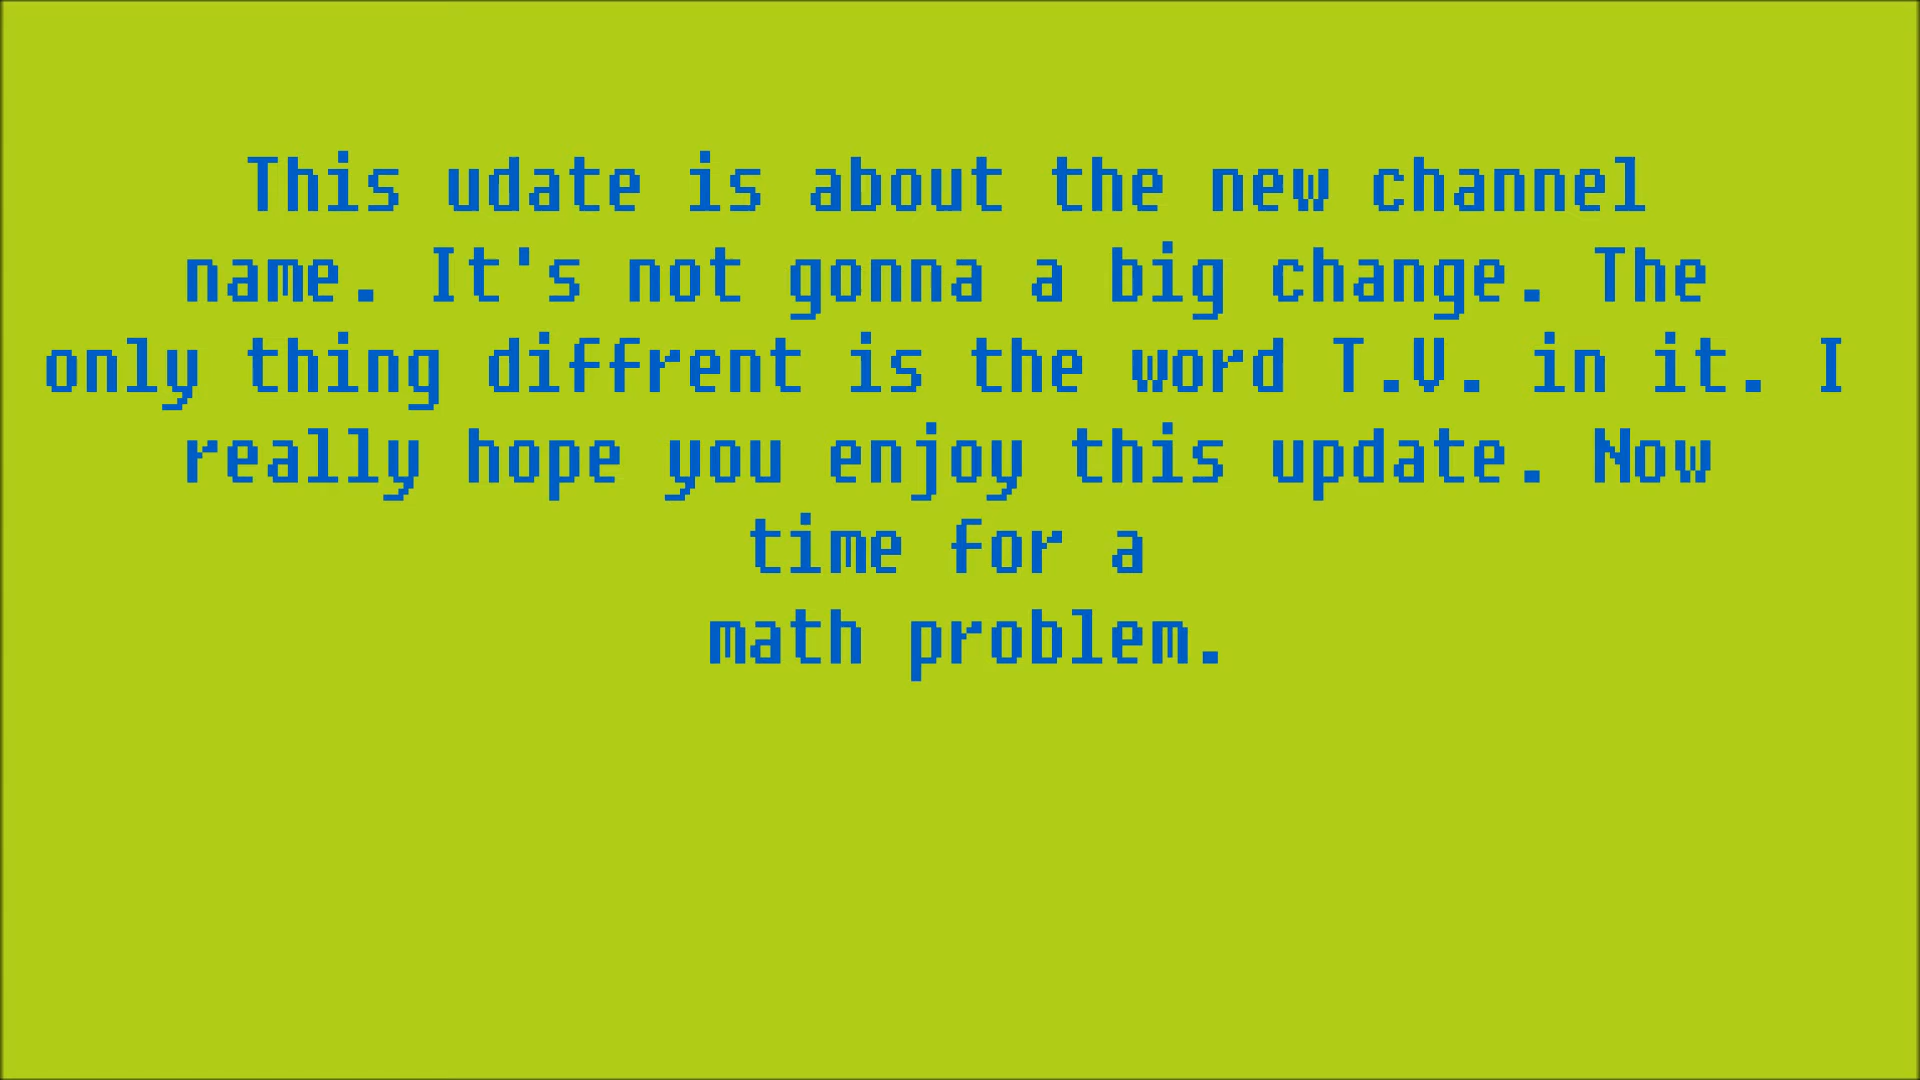 This udate is about the new channel
name. It's not gonna a big change. The
only thing diffrent is the word T.V. in it. I
really hope you enjoy this update. Now
time for a
math problem.